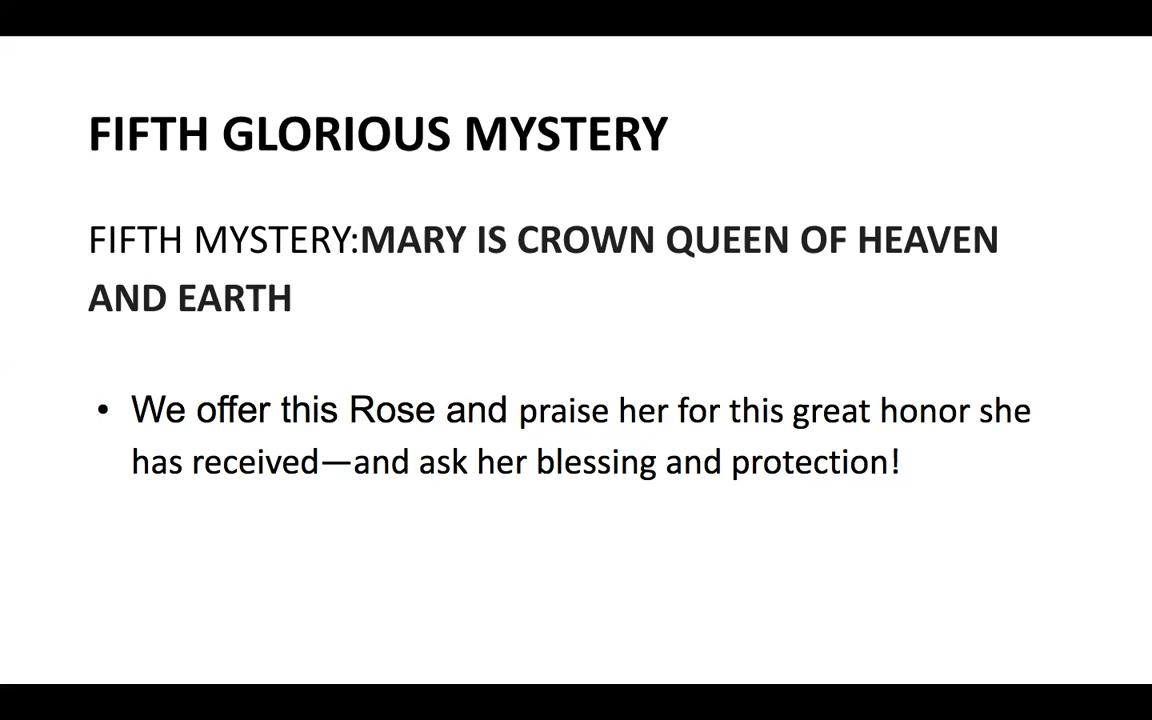 FIFTH GLORIOUS MYSTERY
FIFTH MYSTERY:MARY IS CROWN QUEEN OF HEAVEN
AND EARTH
• We offer this Rose and praise her for this great honor she
has received—and ask her blessing and protection!